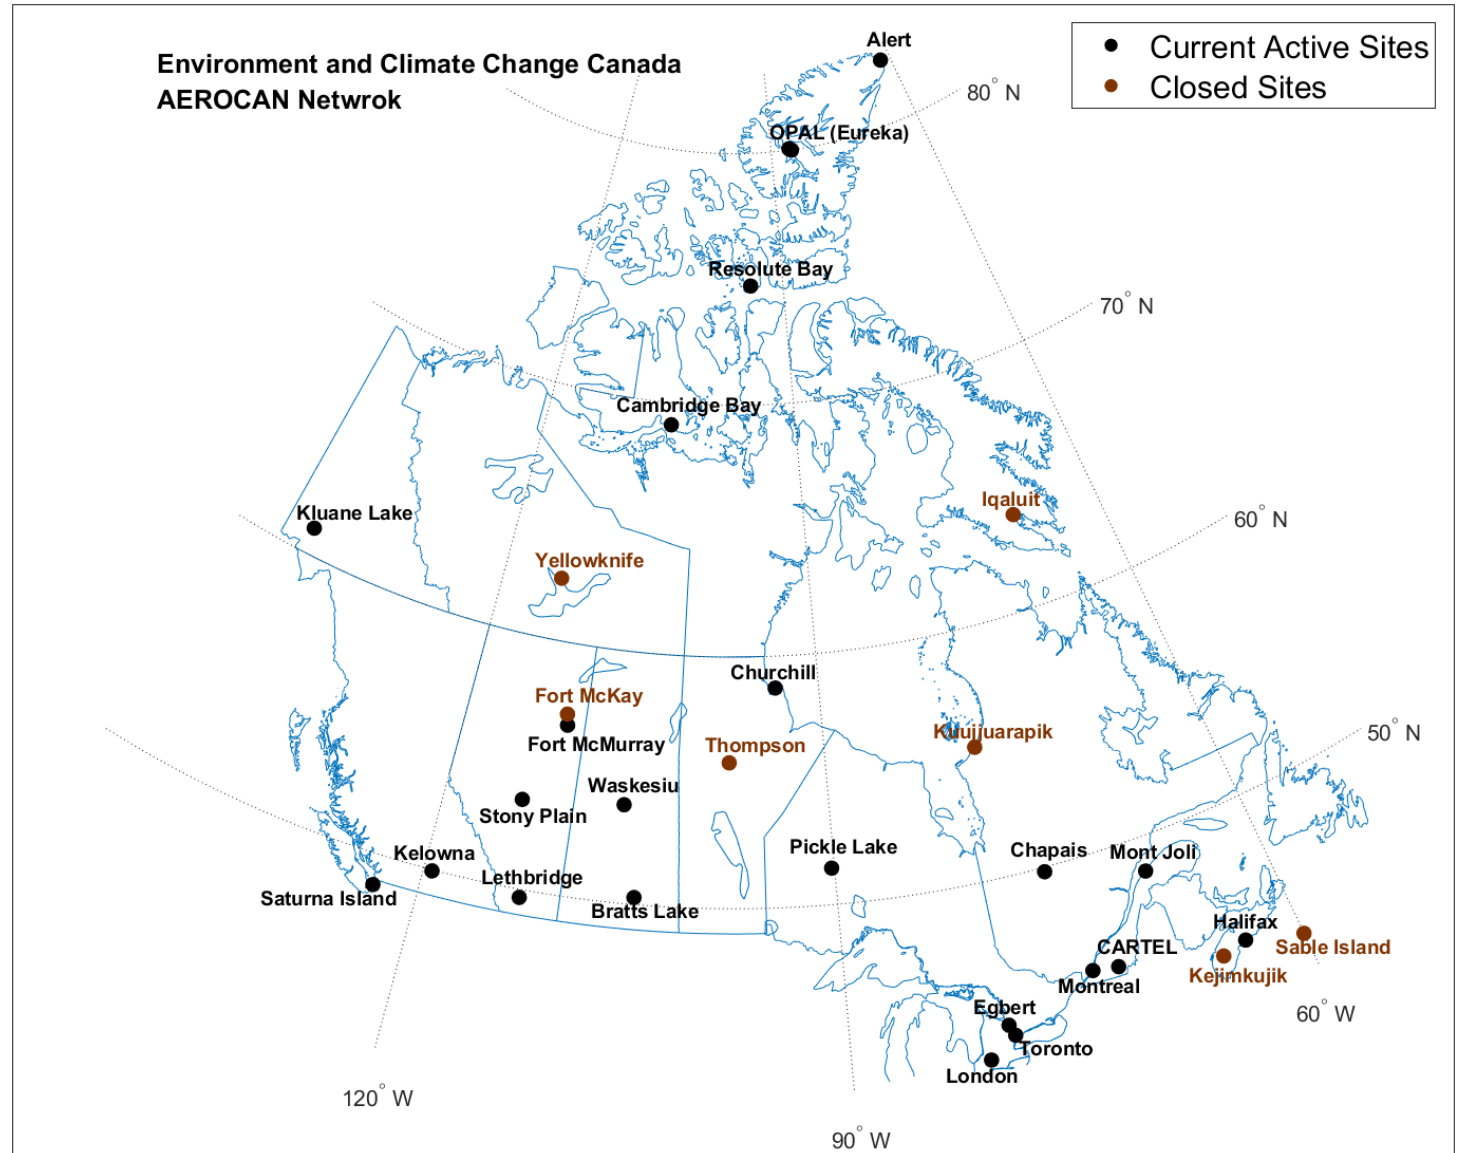 Environment and Climate Change Canada
AEROCAN Netwrok
Current Active Sites
Closed Sites
Alert
80° N
OPAL (Eureka)
Resolute Bay
70° N
Cambridge Bay
Kluane Lake
Iqaluit
60° N
Yellowknife
Churchill
Fort McKay
Fort McMurray
Thompson
Kuujjuarapik
50° N
Waskesiu
Stony Plain
Pickle Lake
Chapais
Mont Joli
Kelowna
Lethbridge
Saturna Island
Bratts Lake
Halifax
Sable Island
CARTEL
Kejimkujik
Montreal
Egbert
60° W
Toronto
London
120° W
90° W